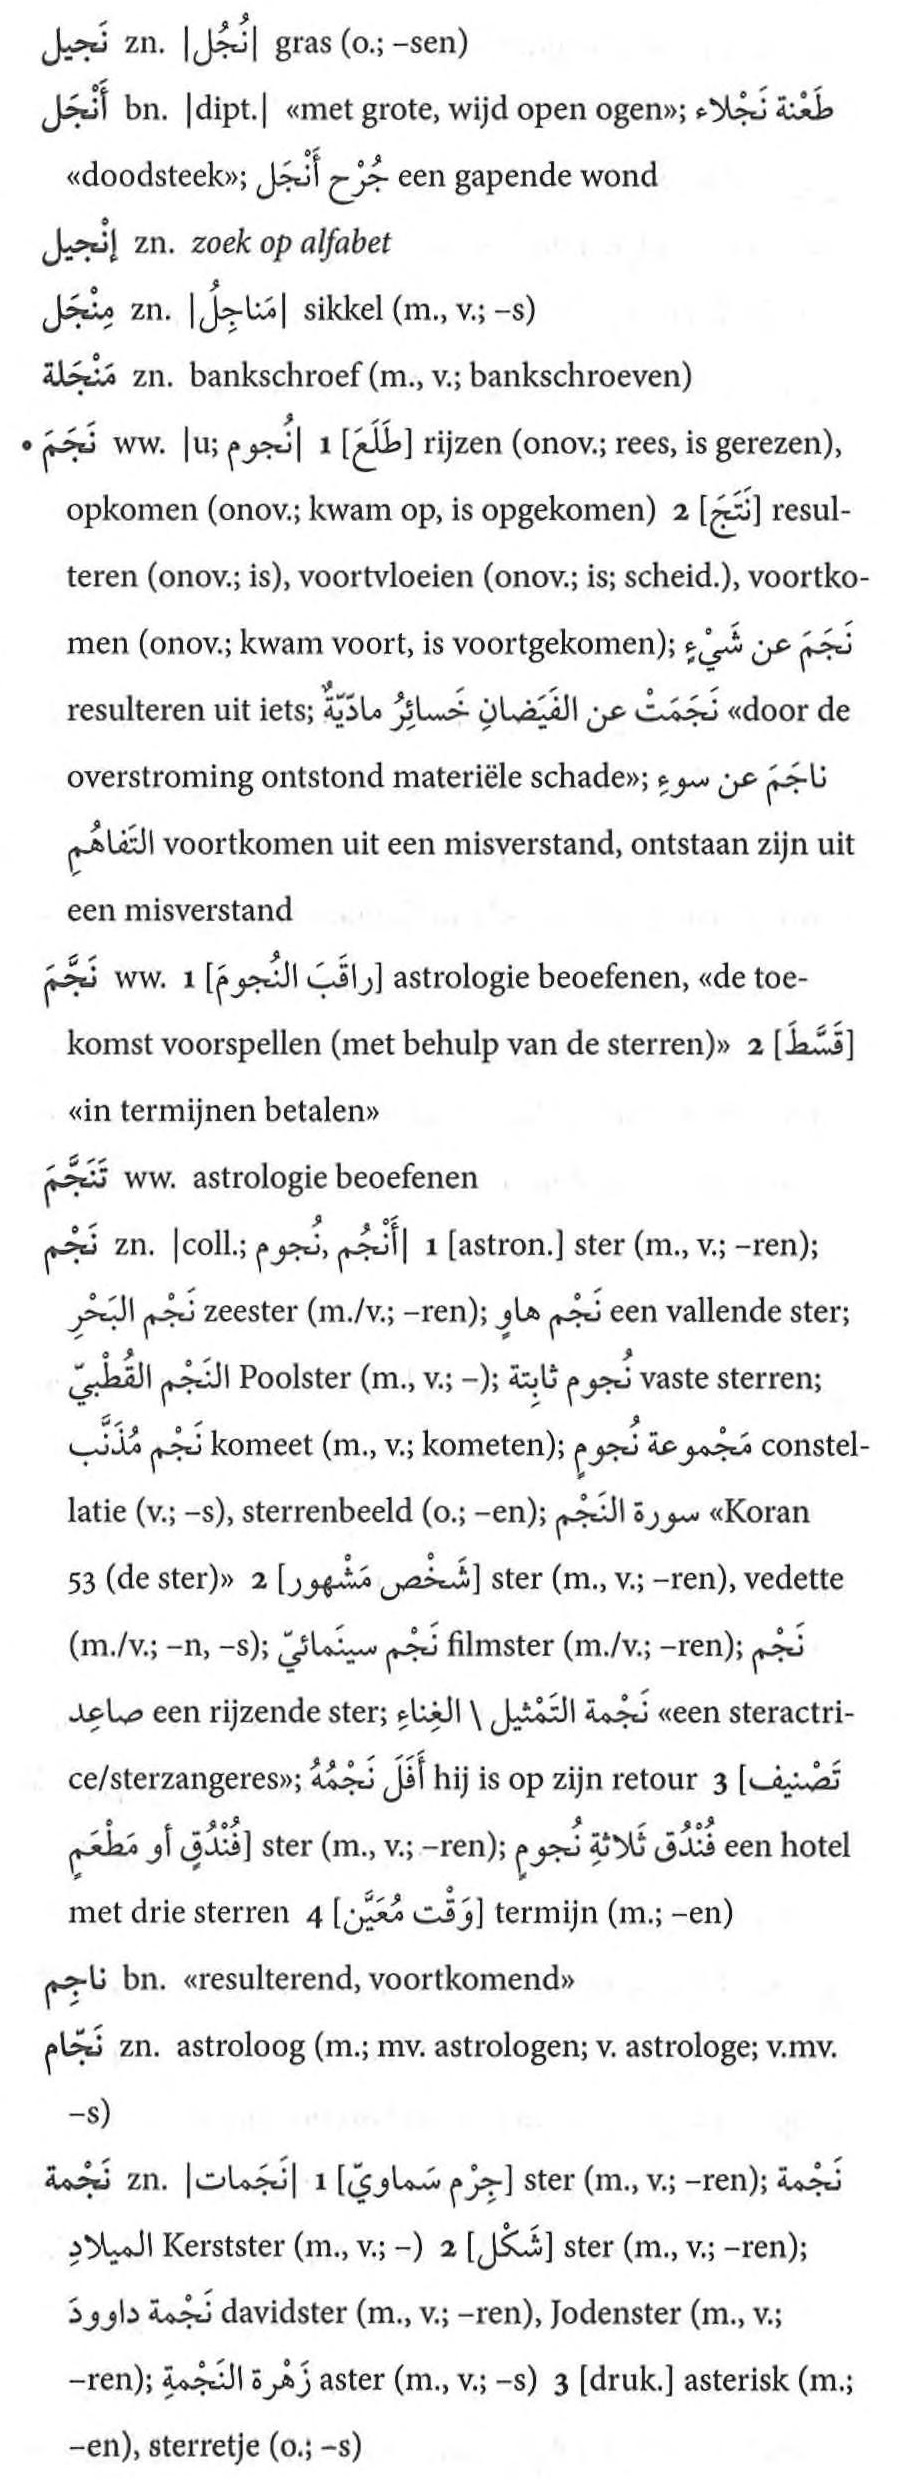 نَجيل zn. |نُجُل| gras (o.; –sen)
أَنْجَل bn. |dipt.| «met grote, wijd open ogen»; طَعْنة نَجْلاء
«doodsteek»; جُرْح أَنْجَل een gapende wond
إنْجيل zn. zoek op alfabet
مِنْجَل zn. |مَناجِلُ| sikkel (m., v.; –s)
مَنْجَلة zn. bankschroef (m., v.; bankschroeven)
• نَجَمَ ww. |u; نُجوم| 1 [طَلَعَ] rijzen (onov.; rees, is gerezen),
opkomen (onov.; kwam op, is opgekomen) 2 [نَتَجَ] resul-
teren (onov.; is), voortvloeien (onov.; is; scheid.), voortko-
men (onov.; kwam voort, is voortgekomen); نَجَمَ عن شَيْءٍ
resulteren uit iets; نَجَمَتْ عن الفَيَضانِ خَسائِرُ مادّيّةٌ «door de
overstroming ontstond materiële schade»; ناجَمَ عن سوءِ
التَفاهُمِ voortkomen uit een misverstand, ontstaan zijn uit
een misverstand
نَجَّمَ ww. 1 [راقَبَ النُجومَ] astrologie beoefenen, «de toe-
komst voorspellen (met behulp van de sterren)» 2 [قَسَّطَ]
«in termijnen betalen»
تَنَجَّمَ ww. astrologie beoefenen
نَجْم zn. |coll.; نُجوم, أَنْجُم| 1 [astron.] ster (m., v.; –ren);
نَجْم البَحْرِ zeester (m./v.; –ren); نَجْم هاوٍ een vallende ster;
النَجْم القُطْبيّ Poolster (m., v.; –); نُجوم ثابِتة vaste sterren;
نَجْم مُذَنَّب komeet (m., v.; kometen); مَجْموعة نُجومٍ constel-
latie (v.; –s), sterrenbeeld (o.; –en); سورة النَجْم «Koran
53 (de ster)» 2 [شَخْص مَشْهور] ster (m., v.; –ren), vedette
(m./v.; –n, –s); نَجْم سينَمائيّ filmster (m./v.; –ren); نَجْم
صاعِد een rijzende ster; نَجْمة التَمْثيل \ الغِناءِ «een steractri-
ce/sterzangeres»; أَفَلَ نَجْمُهُ hij is op zijn retour 3 [تَصْنيف
فُنْدُقٍ أو مَطْعَمٍ] ster (m., v.; –ren); فُنْدُق ثَلاثةِ نُجومٍ een hotel
met drie sterren 4 [وَقْت مُعَيَّن] termijn (m.; –en)
ناجِم bn. «resulterend, voortkomend»
نَجّام zn. astroloog (m.; mv. astrologen; v. astrologe; v.mv.
–s)
نَجْمة zn. |نَجَمات| 1 [جِرْم سَماويّ] ster (m., v.; –ren); نَجْمة
الميلادِ Kerstster (m., v.; –) 2 [شَكْل] ster (m., v.; –ren);
نَجْمة داوودَ davidster (m., v.; –ren), Jodenster (m., v.;
–ren); زَهْرة النَجْمةِ aster (m., v.; –s) 3 [druk.] asterisk (m.;
–en), sterretje (o.; –s)